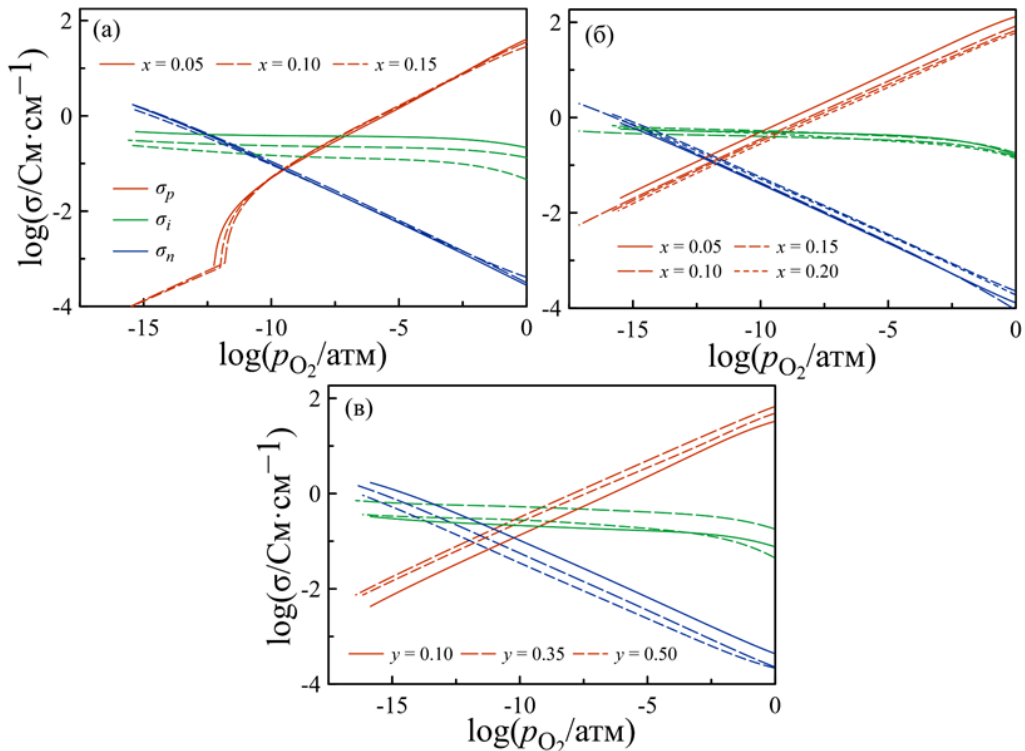 (а)
x = 0.05 x = 0.10 x = 0.15
σp
σi
σn
log(σ/См·см−1)
2
0
-2
-4
-15 -10 -5 0
log(pO2/атм)
(б)
x = 0.05 x = 0.15
x = 0.10 x = 0.20
2
0
-2
-4
-15 -10 -5 0
log(pO2/атм)
(в)
y = 0.10 y = 0.35 y = 0.50
log(σ/См·см−1)
2
0
-2
-4
-15 -10 -5 0
log(pO2/атм)